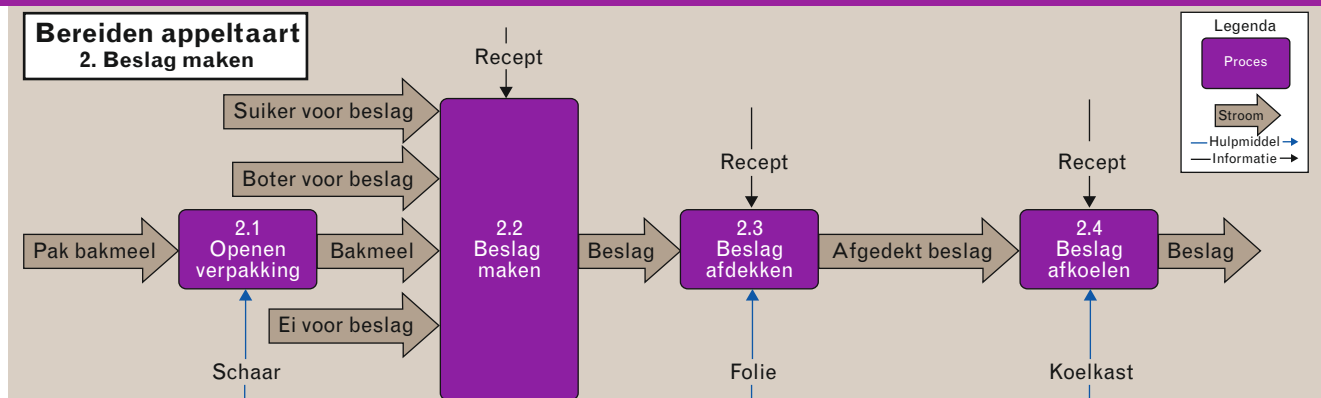 Bereiden appeltaart
2. Beslag maken
Legenda
Proces
Stroom
Hulpmiddel
Informatie
Recept
Suiker voor beslag
Boter voor beslag
Recept
Recept
Pak bakmeel
2.1
Openen
verpakking
Bakmeel
2.2
Beslag
maken
Beslag
2.3
Beslag
afdekken
Afgedekt beslag
2.4
Beslag
afkoelen
Beslag
Ei voor beslag
Schaar
Folie
Koelkast